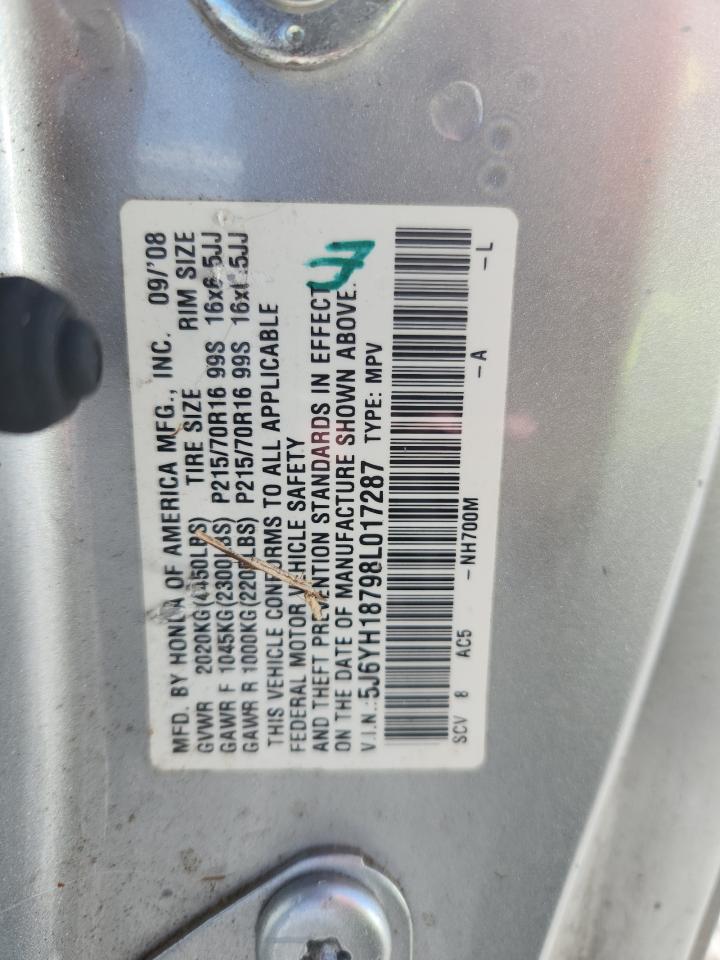 MFD. BY HONDA OF AMERICA MFG., INC. 09/'08
GVWR 2020KG(4450LBS) TIRE SIZE RIM SIZE
GAWR F 1045KG(2300LBS) P215/70R16 99S 16x6.5JJ
GAWR R 1000KG(2205LBS) P215/70R16 99S 16x6.5JJ
THIS VEHICLE CONFORMS TO ALL APPLICABLE
FEDERAL MOTOR VEHICLE SAFETY
AND THEFT PREVENTION STANDARDS IN EFFECT
ON THE DATE OF MANUFACTURE SHOWN ABOVE.
V.I.N.:5J6YH18798L017287 TYPE: MPV
SCV 8 AC5 -NH700M -A -L